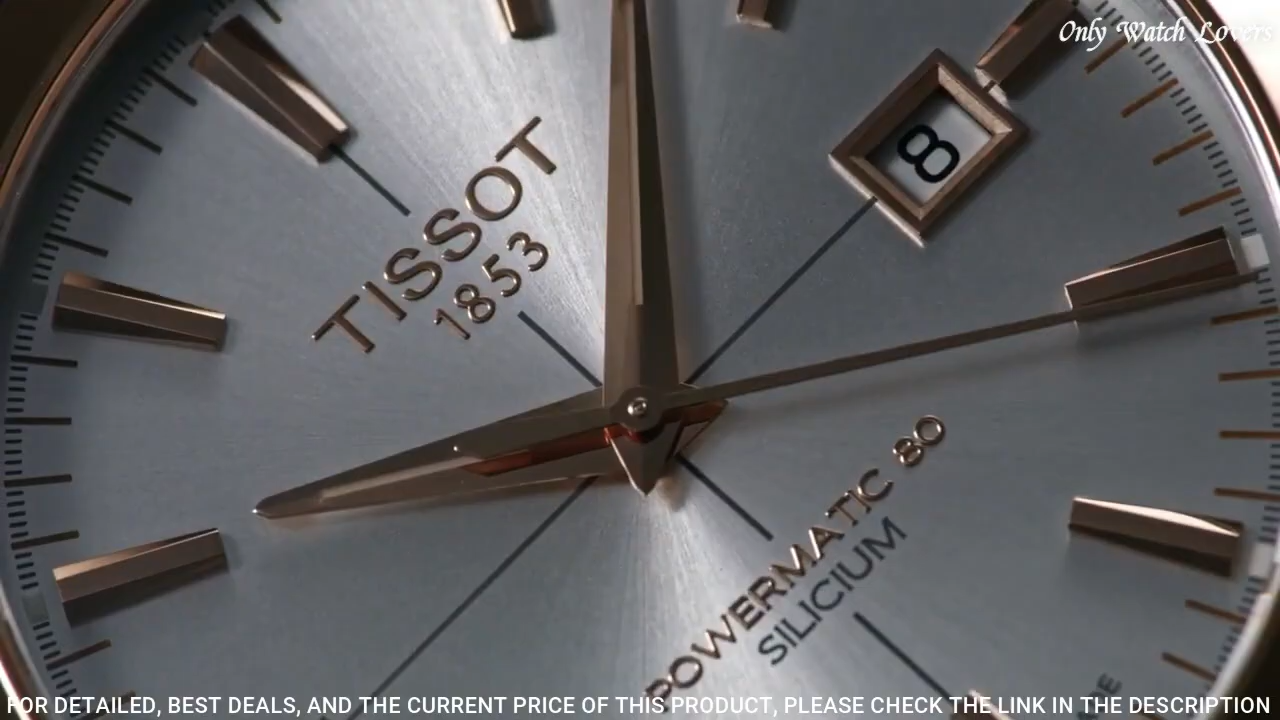 Only Watch Lovers
8
TISSOT
1853
POWERMATIC 80
SILICIUM
FOR DETAILED, BEST DEALS, AND THE CURRENT PRICE OF THIS PRODUCT, PLEASE CHECK THE LINK IN THE DESCRIPTION